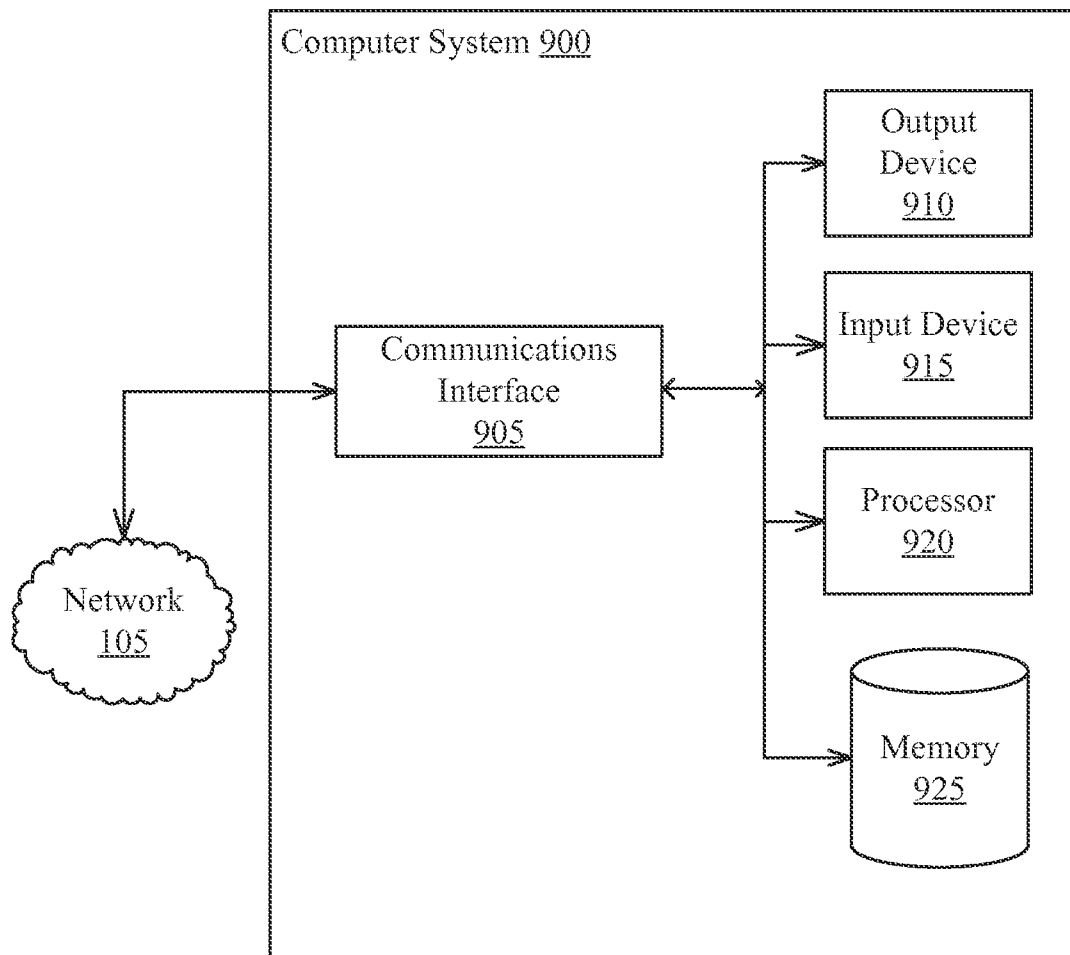 Computer System 900
Output
Device
910
Input Device
915
Communications
Interface
905
Processor
920
Network
105
Memory
925